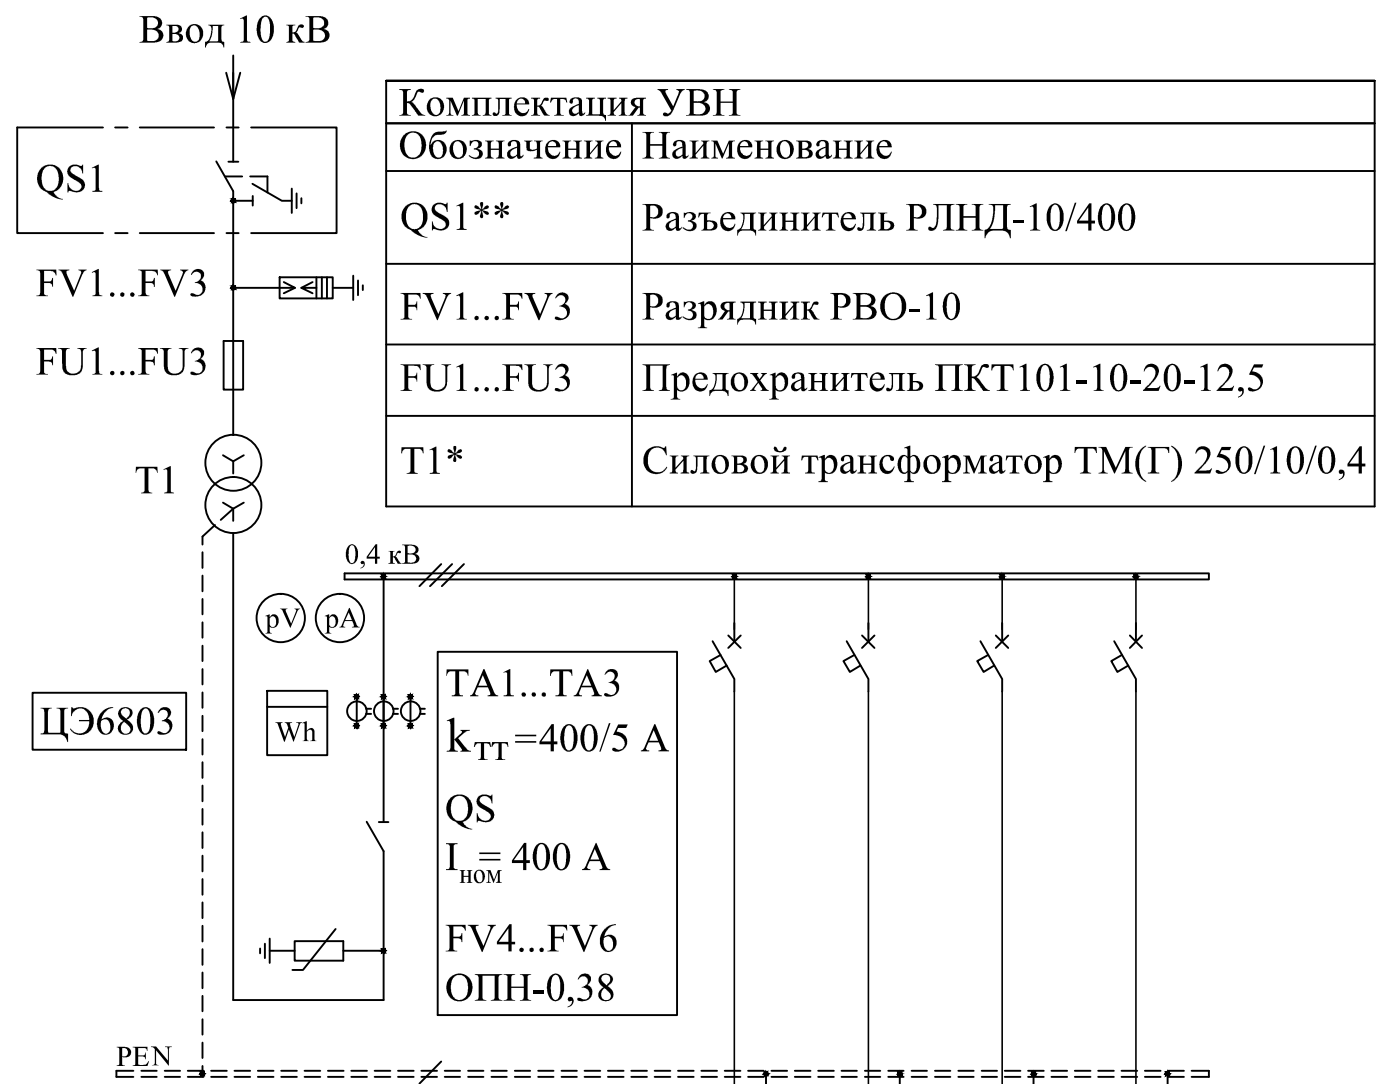 Ввод 10 кВ
Комплектация УВН
Обозначение Наименование
QS1
QS1** Разъединитель РЛНД-10/400
FV1...FV3
FV1...FV3 Разрядник РВО-10
FU1...FU3
FU1...FU3 Предохранитель ПКТ101-10-20-12,5
T1
T1* Силовой трансформатор ТМ(Г) 250/10/0,4
0,4 кВ
pV pA
ЦЭ6803
Wh
TA1...TA3
kТТ=400/5 А
QS
Iном= 400 А
FV4...FV6
ОПН-0,38
PEN